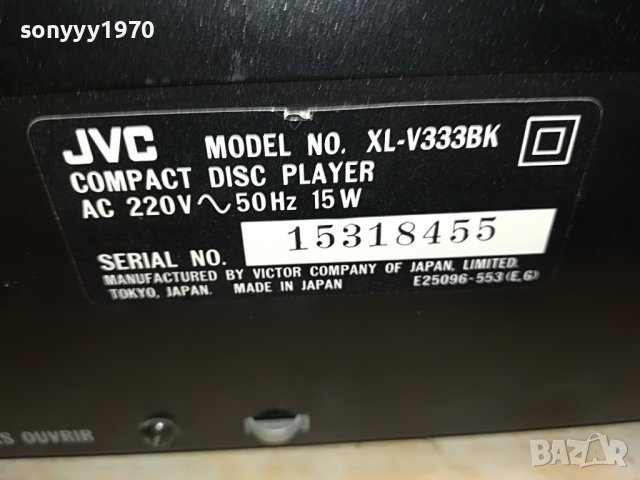 sonyyy1970
JVC MODEL NO. XL-V333BK
COMPACT DISC PLAYER
AC 220V ~ 50Hz 15W
SERIAL NO. 15318455
MANUFACTURED BY VICTOR COMPANY OF JAPAN, LIMITED.
TOKYO, JAPAN. MADE IN JAPAN E25096-553(E,G)
OUVRIR
BAZAR